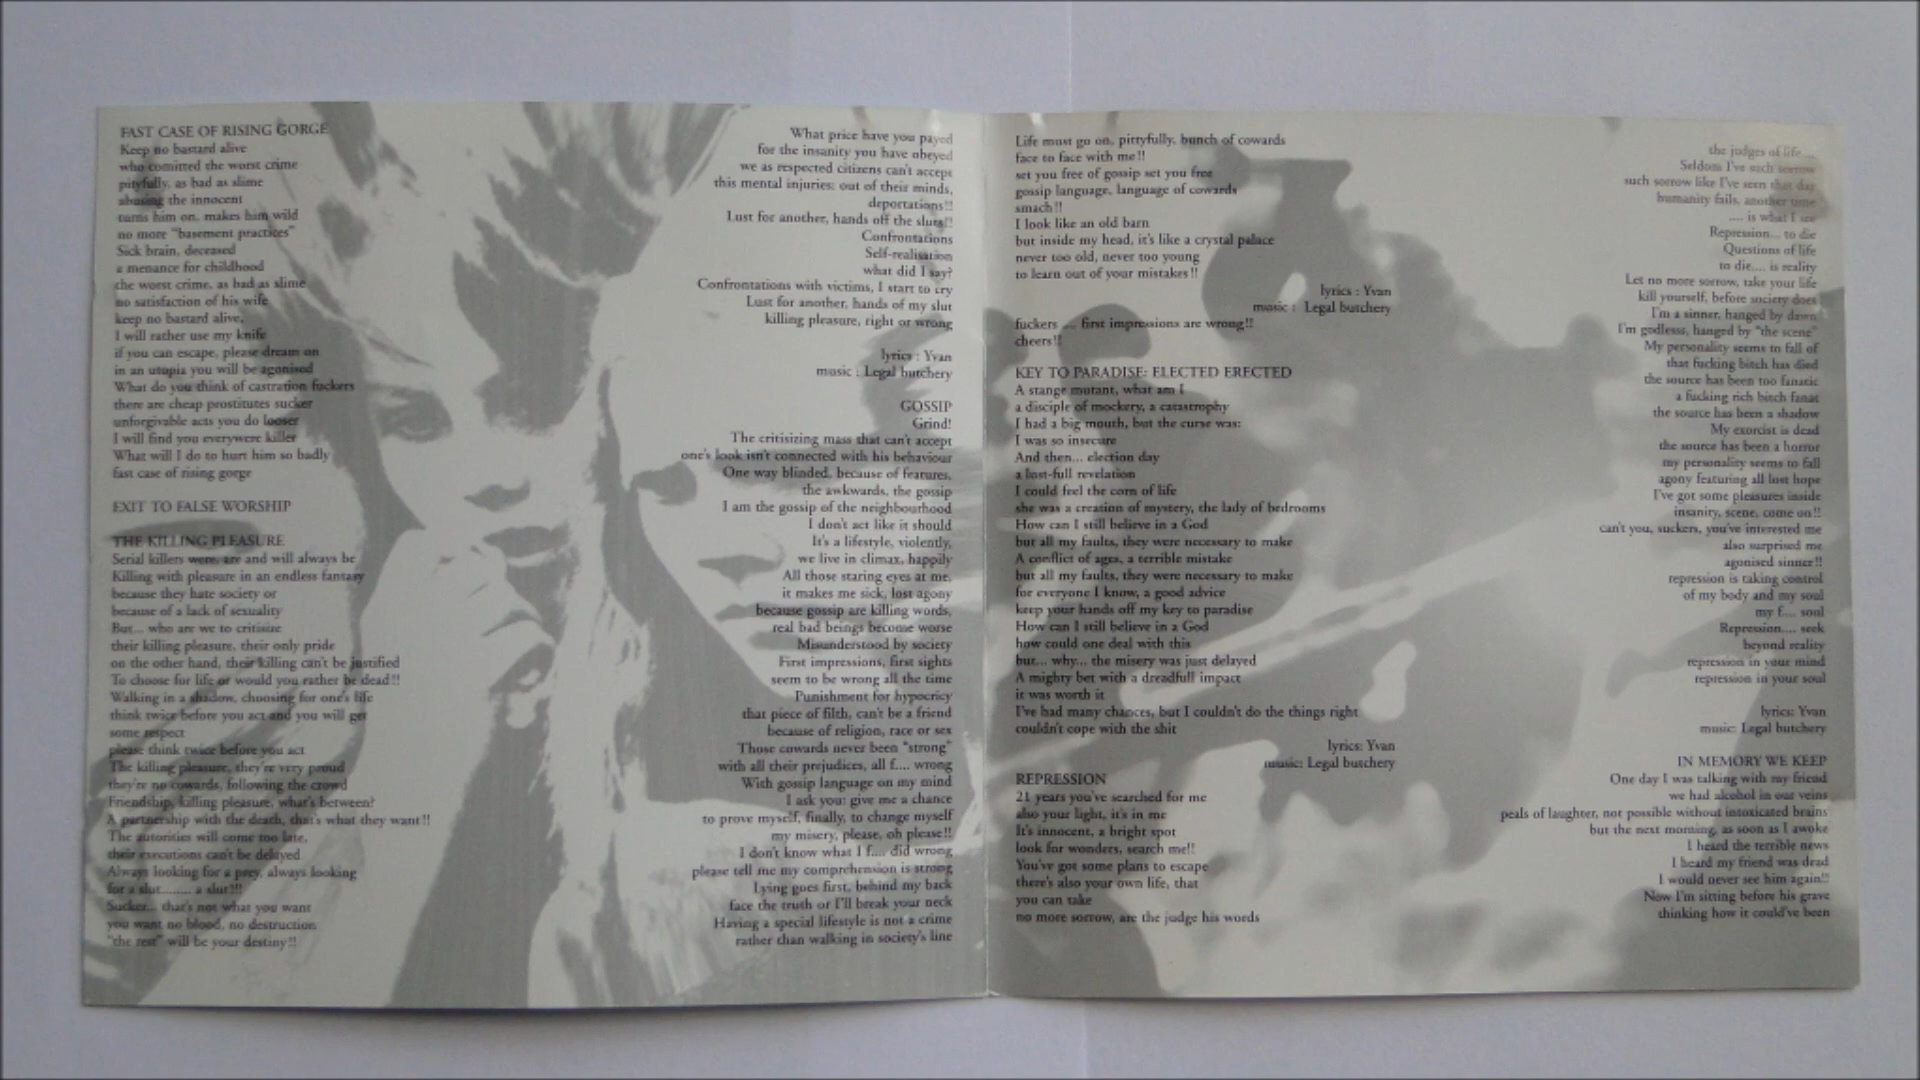 FAST CASE OF RISING GORGE
Keep no bastard alive
who comitted the worst crime
pityfully, as bad as slime
abusing the innocent
turns him on, makes him wild
no more "basement practices"
Sick brain, deceased
a menance for childhood
the worst crime, as bad as slime
no satisfaction of his wife
keep no bastard alive,
I will rather use my knife
if you can escape, please dream on
in an utopia you will be agonised
What do you think of castration fuckers
there are cheap prostitutes sucker
unforgivable acts you do looser
I will find you everywere killer
What will I do to hurt him so badly
fast case of rising gorge
EXIT TO FALSE WORSHIP
THE KILLING PLEASURE
Serial killers were, are and will always be
Killing with pleasure in an endless fantasy
because they hate society or
because of a lack of sexuality
But... who are we to critisize
their killing pleasure, their only pride
on the other hand, their killing can't be justified
To choose for life or would you rather be dead!!
Walking in a shadow, choosing for one's life
think twice before you act and you will get
some respect
please think twice before you act
The killing pleasure, they're very proud
they're no cowards, following the crowd
Friendship, killing pleasure, what's between?
A partnership with the death, that's what they want!!
The autorities will come too late,
their executions can't be delayed
Always looking for a prey, always looking
for a slut........ a slut!!!
Sucker... that's not what you want
you want no blood, no destruction
"the rest" will be your destiny!!
What price have you payed
for the insanity you have obeyed
we as respected citizens can't accept
this mental injuries: out of their minds,
deportations!!
Lust for another, hands off the sluts!!
Confrontations
Self-realisation
what did I say?
Confrontations with victims, I start to cry
Lust for another, hands of my slut
killing pleasure, right or wrong
lyrics : Yvan
music : Legal butchery
GOSSIP
Grind!
The critisizing mass that can't accept
one's look isn't connected with his behaviour
One way blinded, because of features,
the awkwards, the gossip
I am the gossip of the neighbourhood
I don't act like it should
It's a lifestyle, violently,
we live in climax, happily
All those staring eyes at me,
it makes me sick, lost agony
because gossip are killing words,
real bad beings become worse
Misunderstood by society
First impressions, first sights
seem to be wrong all the time
Punishment for hypocricy
that piece of filth, can't be a friend
because of religion, race or sex
Those cowards never been "strong"
with all their prejudices, all f.... wrong
With gossip language on my mind
I ask you: give me a chance
to prove myself, finally, to change myself
my misery, please, oh please!!
I don't know what I f.... did wrong
please tell me my comprehension is strong
Lying goes first, behind my back
face the truth or I'll break your neck
Having a special lifestyle is not a crime
rather than walking in society's line
Life must go on, pittyfully, bunch of cowards
face to face with me!!
set you free of gossip set you free
gossip language, language of cowards
smach!!
I look like an old barn
but inside my head, it's like a crystal palace
never too old, never too young
to learn out of your mistakes!!
lyrics : Yvan
music : Legal butchery
fuckers .... first impressions are wrong!!
cheers!!
KEY TO PARADISE: ELECTED ERECTED
A stange mutant, what am I
a disciple of mockery, a catastrophy
I had a big mouth, but the curse was:
I was so insecure
And then... election day
a lost-full revelation
I could feel the corn of life
she was a creation of mystery, the lady of bedrooms
How can I still believe in a God
but all my faults, they were necessary to make
A conflict of ages, a terrible mistake
but all my faults, they were necessary to make
for everyone I know, a good advice
keep your hands off my key to paradise
How can I still believe in a God
how could one deal with this
but... why... the misery was just delayed
A mighty bet with a dreadfull impact
it was worth it
I've had many chances, but I couldn't do the things right
couldn't cope with the shit
lyrics: Yvan
music: Legal butchery
REPRESSION
21 years you've searched for me
also your light, it's in me
It's innocent, a bright spot
look for wonders, search me!!
You've got some plans to escape
there's also your own life, that
you can take
no more sorrow, are the judge his words
the judges of life ...
Seldom I've such sorrow
such sorrow like I've seen that day
humanity fails, another time
.... is what I see
Repression... to die
Questions of life
to die.... is reality
Let no more sorrow, take your life
kill yourself, before society does
I'm a sinner, hanged by dawn
I'm godlesss, hanged by "the scene"
My personality seems to fall of
that fucking bitch has died
the source has been too fanatic
a fucking rich bitch fanat
the source has been a shadow
My exorcist is dead
the source has been a horror
my personality seems to fall
agony featuring all lost hope
I've got some pleasures inside
insanity, scene, come on!!
can't you, suckers, you've interested me
also surprised me
agonised sinner!!
repression is taking control
of my body and my soul
my f.... soul
Repression.... seek
beyond reality
repression in your mind
repression in your soul
lyrics: Yvan
music: Legal butchery
IN MEMORY WE KEEP
One day I was talking with my friend
we had alcohol in our veins
peals of laughter, not possible without intoxicated brains
but the next morning, as soon as I awoke
I heard the terrible news
I heard my friend was dead
I would never see him again!!
Now I'm sitting before his grave
thinking how it could've been